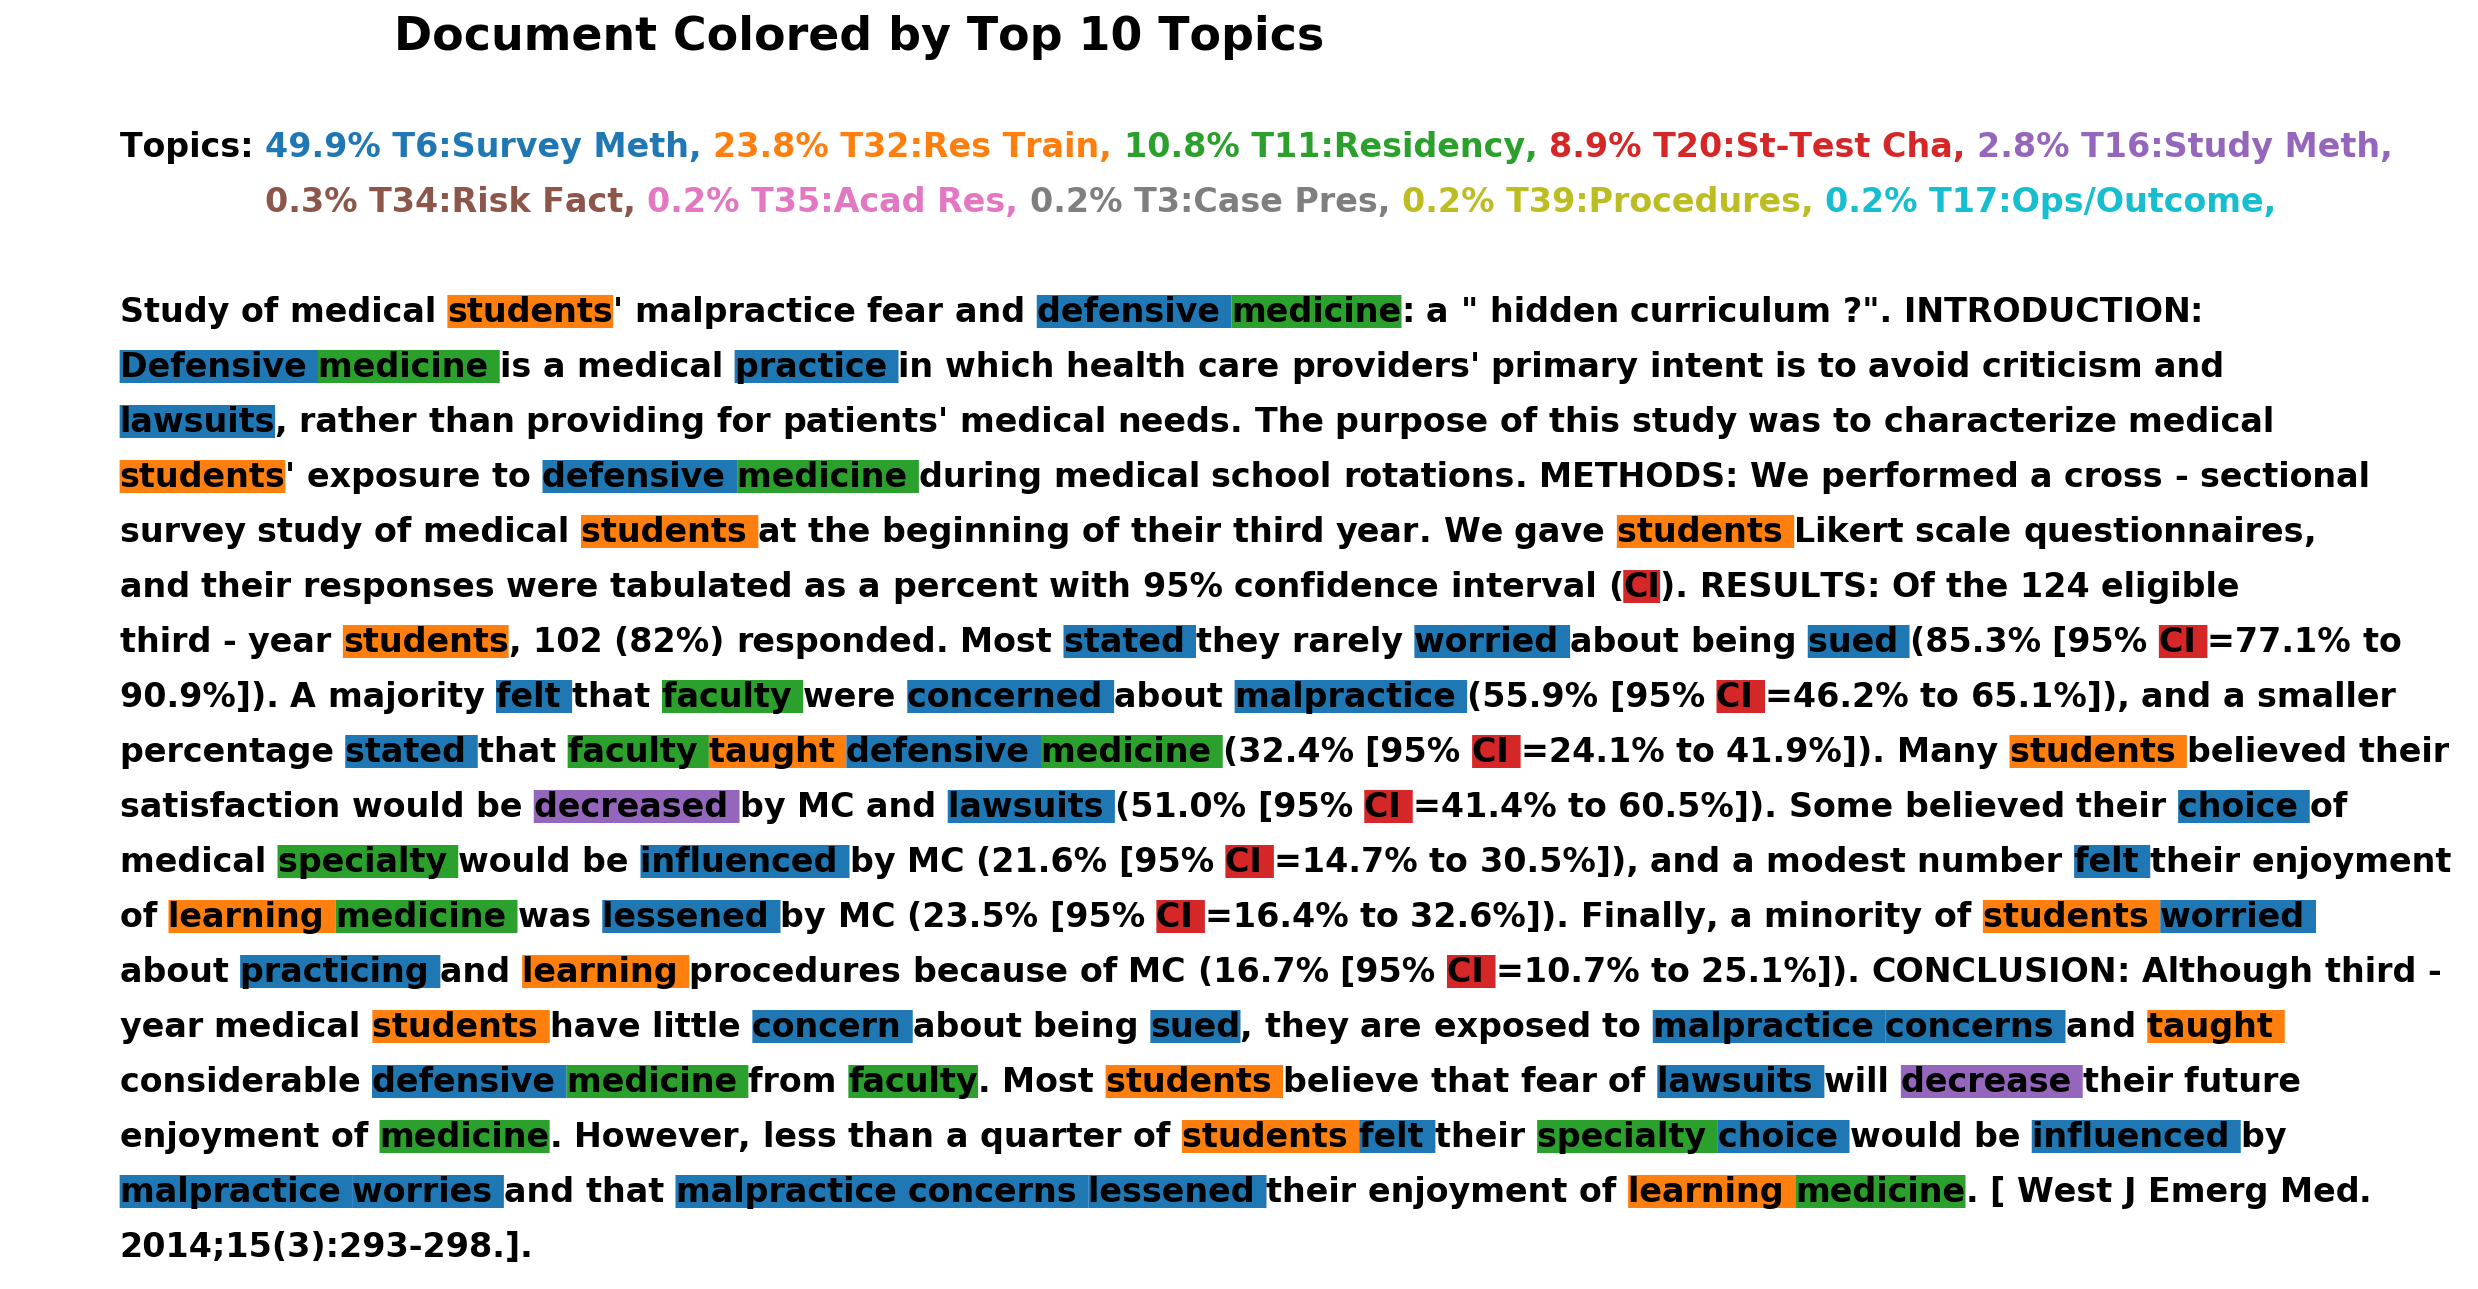 Document Colored by Top 10 Topics
Topics: 49.9% T6:Survey Meth, 23.8% T32:Res Train, 10.8% T11:Residency, 8.9% T20:St-Test Cha, 2.8% T16:Study Meth,
0.3% T34:Risk Fact, 0.2% T35:Acad Res, 0.2% T3:Case Pres, 0.2% T39:Procedures, 0.2% T17:Ops/Outcome,
Study of medical students' malpractice fear and defensive medicine: a " hidden curriculum ?". INTRODUCTION:
Defensive medicine is a medical practice in which health care providers' primary intent is to avoid criticism and
lawsuits, rather than providing for patients' medical needs. The purpose of this study was to characterize medical
students' exposure to defensive medicine during medical school rotations. METHODS: We performed a cross - sectional
survey study of medical students at the beginning of their third year. We gave students Likert scale questionnaires,
and their responses were tabulated as a percent with 95% confidence interval (CI). RESULTS: Of the 124 eligible
third - year students, 102 (82%) responded. Most stated they rarely worried about being sued (85.3% [95% CI =77.1% to
90.9%]). A majority felt that faculty were concerned about malpractice (55.9% [95% CI =46.2% to 65.1%]), and a smaller
percentage stated that faculty taught defensive medicine (32.4% [95% CI =24.1% to 41.9%]). Many students believed their
satisfaction would be decreased by MC and lawsuits (51.0% [95% CI =41.4% to 60.5%]). Some believed their choice of
medical specialty would be influenced by MC (21.6% [95% CI =14.7% to 30.5%]), and a modest number felt their enjoyment
of learning medicine was lessened by MC (23.5% [95% CI =16.4% to 32.6%]). Finally, a minority of students worried
about practicing and learning procedures because of MC (16.7% [95% CI =10.7% to 25.1%]). CONCLUSION: Although third -
year medical students have little concern about being sued, they are exposed to malpractice concerns and taught
considerable defensive medicine from faculty. Most students believe that fear of lawsuits will decrease their future
enjoyment of medicine. However, less than a quarter of students felt their specialty choice would be influenced by
malpractice worries and that malpractice concerns lessened their enjoyment of learning medicine. [ West J Emerg Med.
2014;15(3):293-298.].